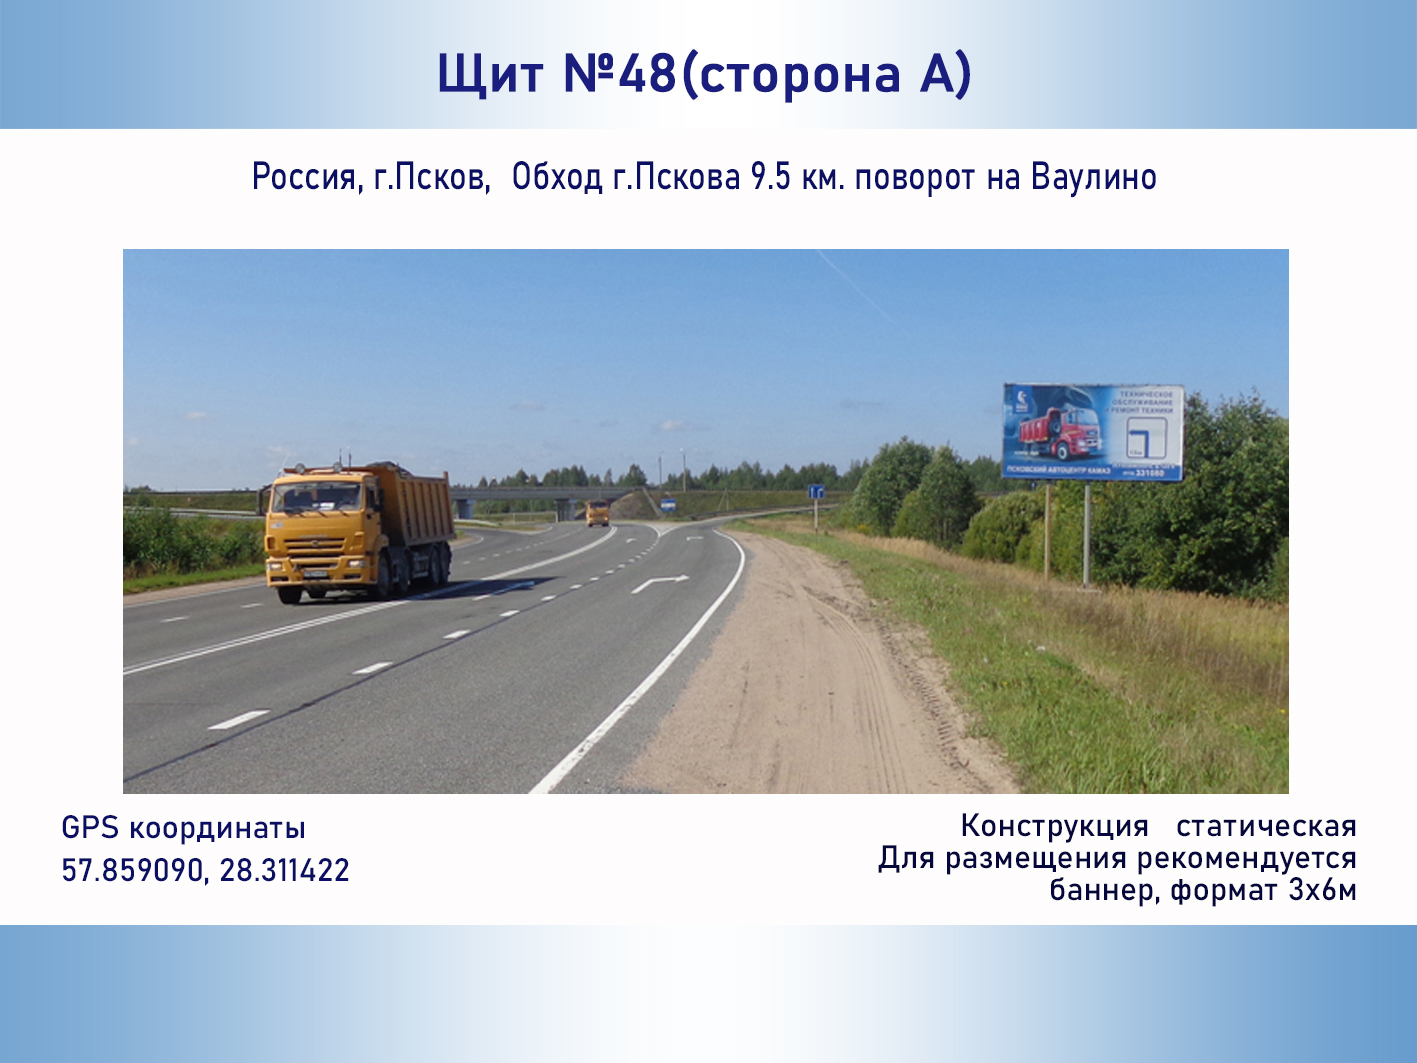 Щит №48(сторона А)
Россия, г.Псков, Обход г.Пскова 9.5 км. поворот на Ваулино
ТЕХНИЧЕСКОЕ
ОБСЛУЖИВАНИЕ
РЕМОНТ ТЕХНИКИ
ПСКОВСКИЙ АВТОЦЕНТР КАМАЗ
331080
GPS координаты
57.859090, 28.311422
Конструкция статическая
Для размещения рекомендуется
баннер, формат 3х6м